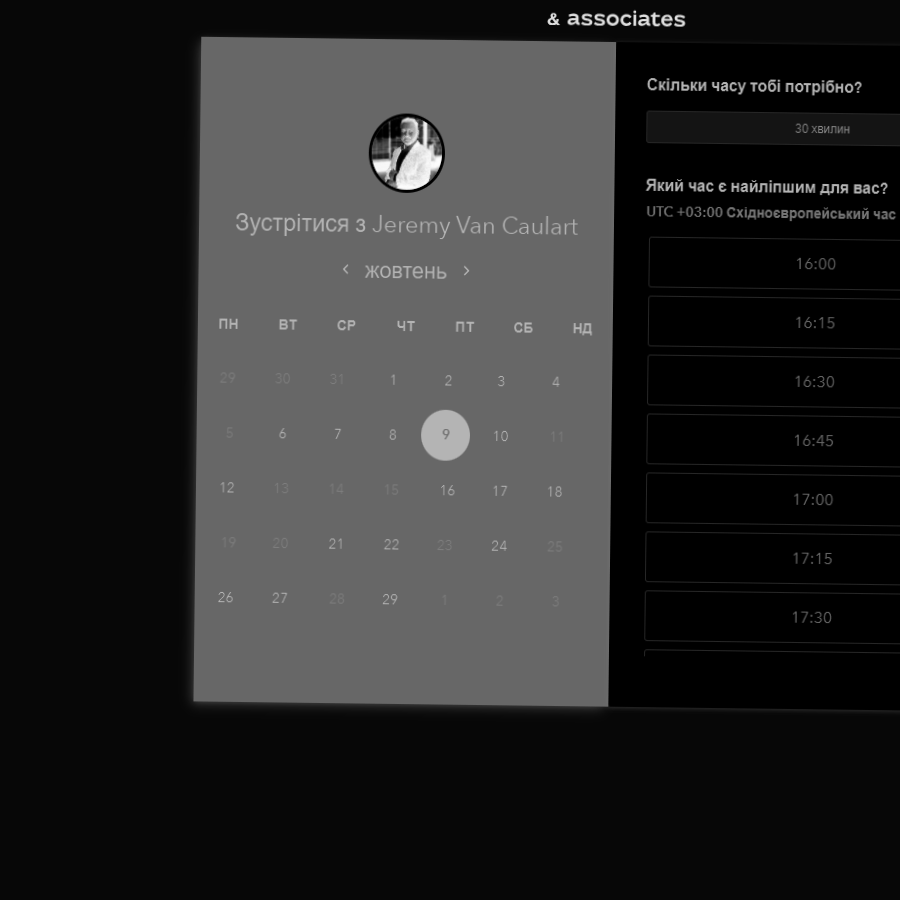 & associates
Зустрітися з Jeremy Van Caulart
‹ жовтень ›
ПН ВТ СР ЧТ ПТ СБ НД
29 30 31 1 2 3 4
5 6 7 8 9 10 11
12 13 14 15 16 17 18
19 20 21 22 23 24 25
26 27 28 29 1 2 3
Скільки часу тобі потрібно?
30 хвилин
Який час є найліпшим для вас?
UTC +03:00 Східноєвропейський час
16:00
16:15
16:30
16:45
17:00
17:15
17:30